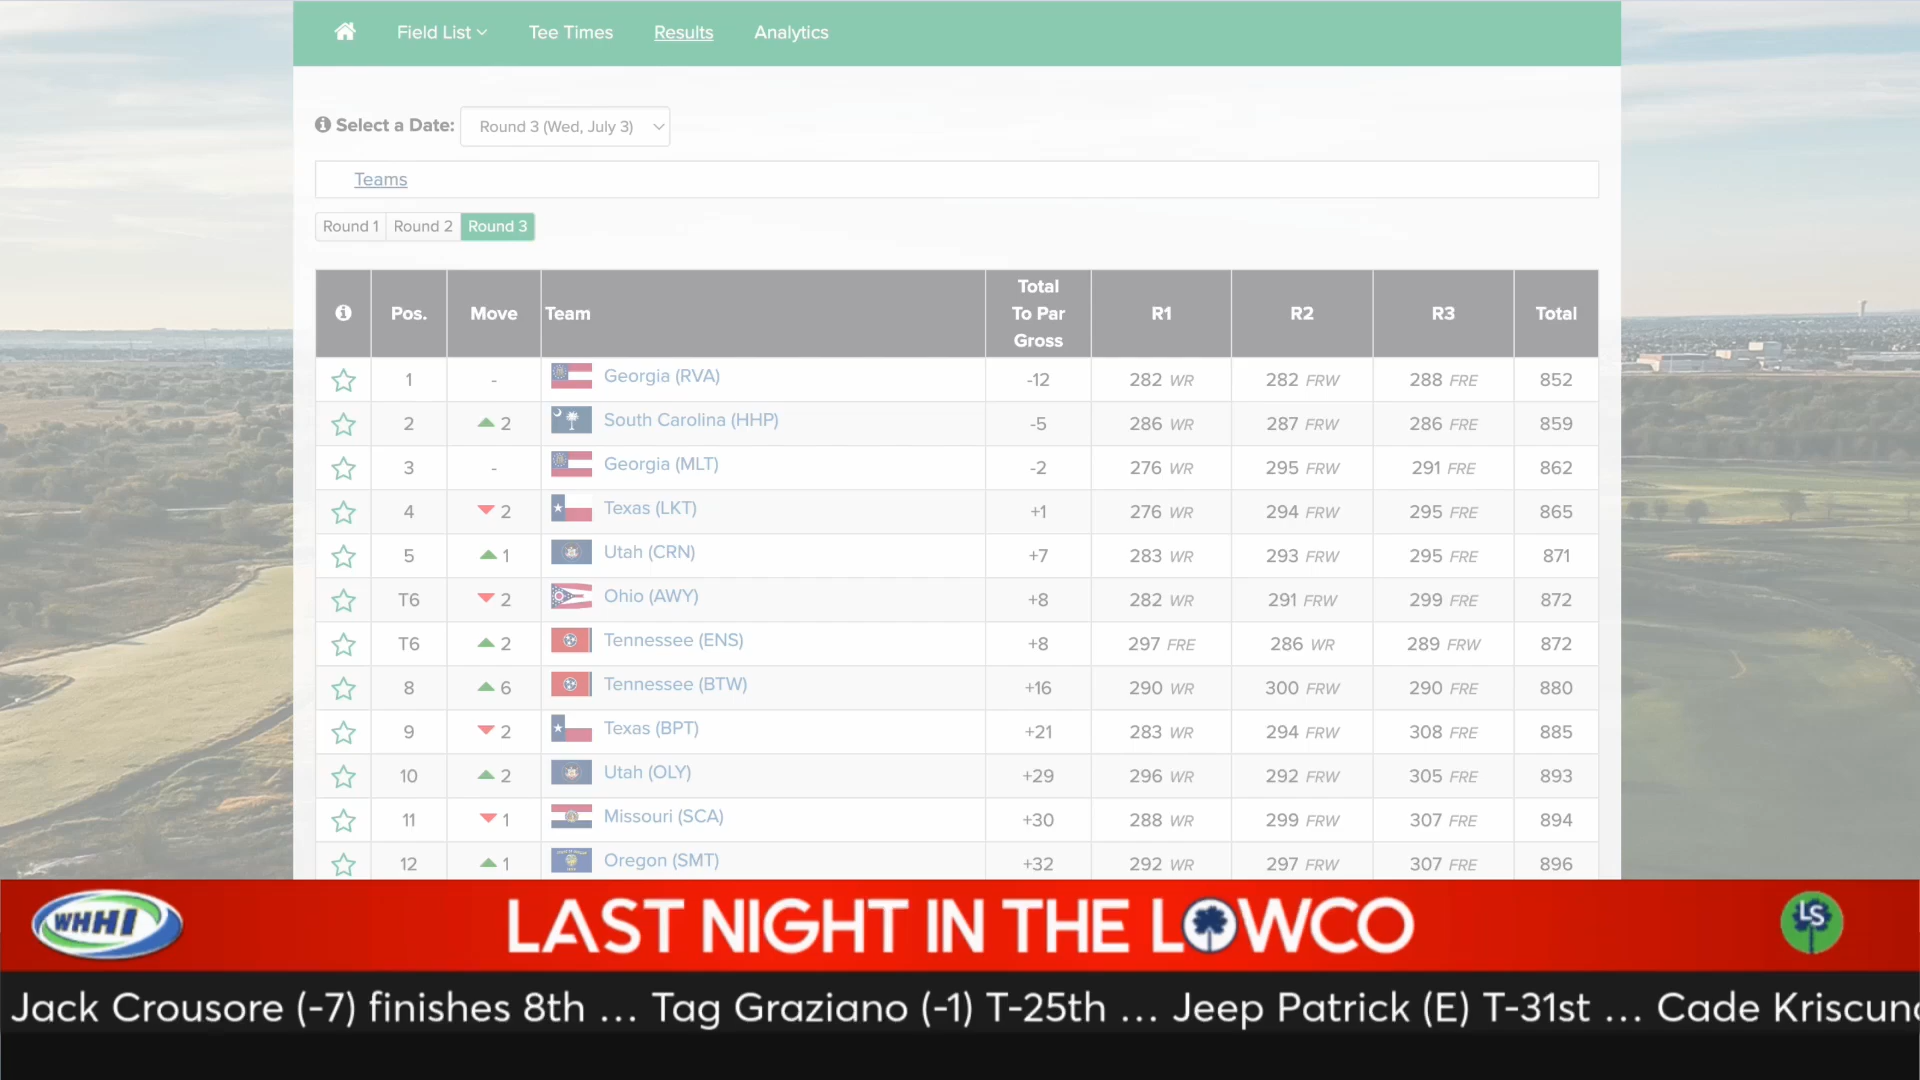 Field List Tee Times Results Analytics
Select a Date: Round 3 (Wed, July 3)
Teams
Round 1 Round 2 Round 3
Pos. Move Team Total To Par Gross R1 R2 R3 Total
1 - Georgia (RVA) -12 282 WR 282 FRW 288 FRE 852
2 2 South Carolina (HHP) -5 286 WR 287 FRW 286 FRE 859
3 - Georgia (MLT) -2 276 WR 295 FRW 291 FRE 862
4 2 Texas (LKT) +1 276 WR 294 FRW 295 FRE 865
5 1 Utah (CRN) +7 283 WR 293 FRW 295 FRE 871
T6 2 Ohio (AWY) +8 282 WR 291 FRW 299 FRE 872
T6 2 Tennessee (ENS) +8 297 FRE 286 WR 289 FRW 872
8 6 Tennessee (BTW) +16 290 WR 300 FRW 290 FRE 880
9 2 Texas (BPT) +21 283 WR 294 FRW 308 FRE 885
10 2 Utah (OLY) +29 296 WR 292 FRW 305 FRE 893
11 1 Missouri (SCA) +30 288 WR 299 FRW 307 FRE 894
12 1 Oregon (SMT) +32 292 WR 297 FRW 307 FRE 896
WHHI LAST NIGHT IN THE LOWCO LS
Jack Crousore (-7) finishes 8th ... Tag Graziano (-1) T-25th ... Jeep Patrick (E) T-31st ... Cade